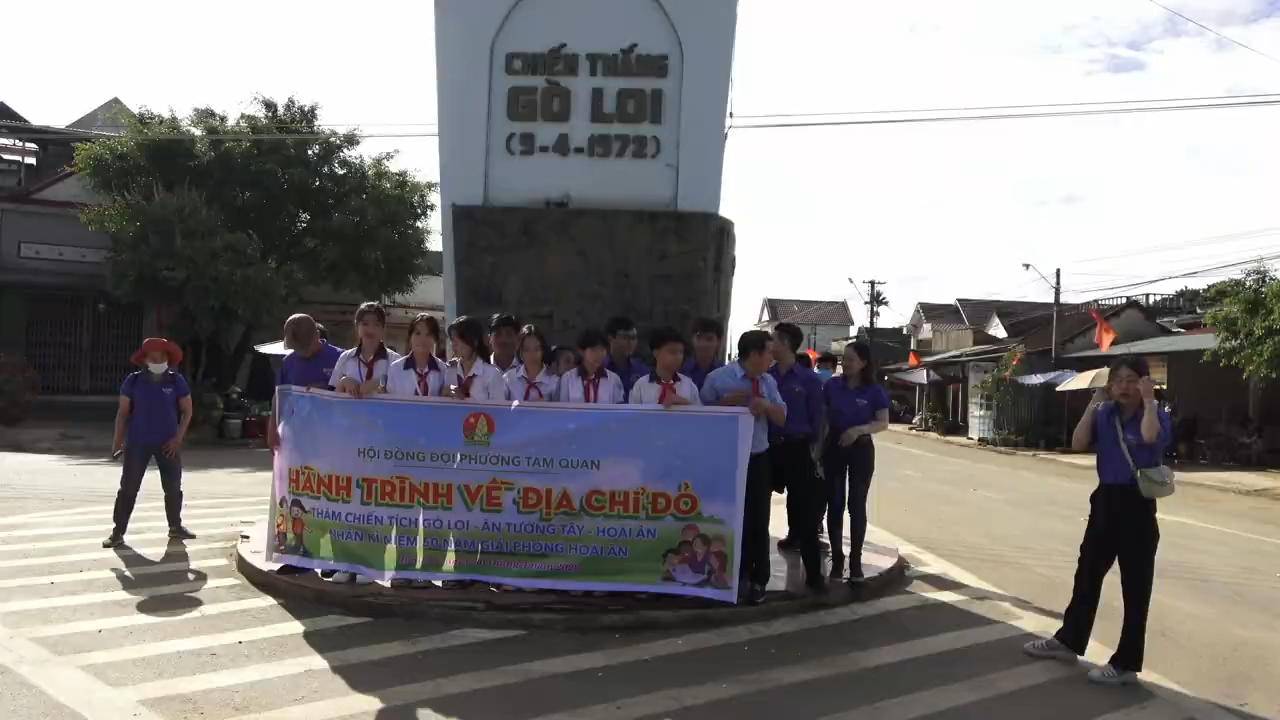 CHIẾN THẮNG
GÒ LOI
(9-4-1972)
HỘI ĐỒNG ĐỘI PHƯỜNG TAM QUAN
HÀNH TRÌNH VỀ ĐỊA CHỈ ĐỎ
THĂM CHIẾN TÍCH GÒ LOI - ÂN TƯỜNG TÂY - HOÀI ÂN
NHÂN KỈ NIỆM 50 NĂM GIẢI PHÓNG HOÀI ÂN